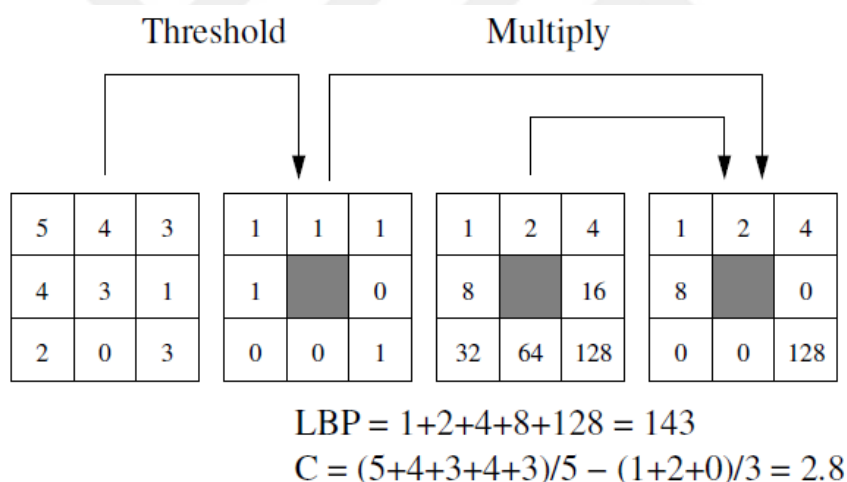 Threshold Multiply
5 4 3 1 1 1 1 2 4 1 2 4
4 3 1 1 0 8 16 8 0
2 0 3 0 0 1 32 64 128 0 0 128
LBP = 1+2+4+8+128 = 143
C = (5+4+3+4+3)/5 − (1+2+0)/3 = 2.8